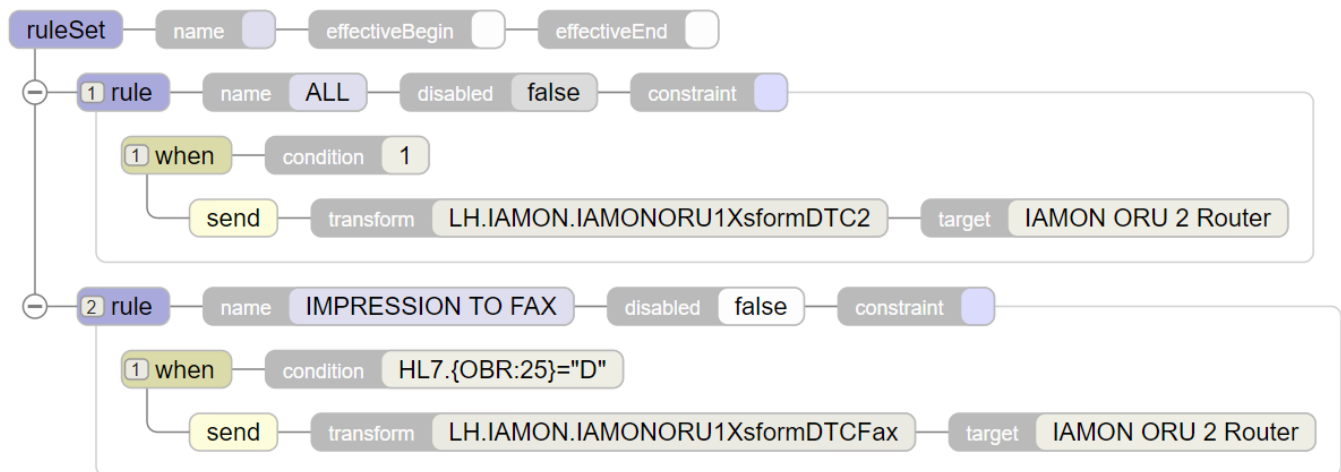 ruleSet name effectiveBegin effectiveEnd
1 rule name ALL disabled false constraint
1 when condition 1
send transform LH.IAMON.IAMONORU1XsformDTC2 target IAMON ORU 2 Router
2 rule name IMPRESSION TO FAX disabled false constraint
1 when condition HL7.{OBR:25}="D"
send transform LH.IAMON.IAMONORU1XsformDTCFax target IAMON ORU 2 Router